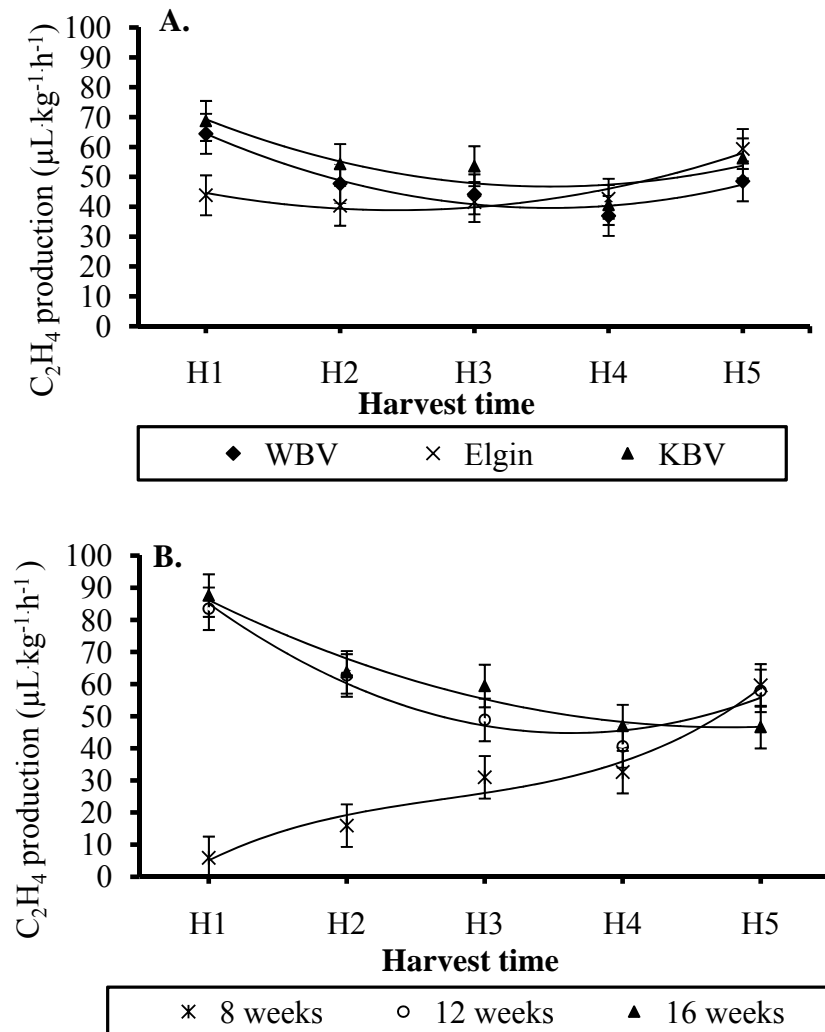 A.
C₂H₄ production (µL·kg⁻¹·h⁻¹)
100
90
80
70
60
50
40
30
20
10
0
H1 H2 H3 H4 H5
Harvest time
WBV Elgin KBV
B.
C₂H₄ production (µL·kg⁻¹·h⁻¹)
100
90
80
70
60
50
40
30
20
10
0
H1 H2 H3 H4 H5
Harvest time
8 weeks 12 weeks 16 weeks